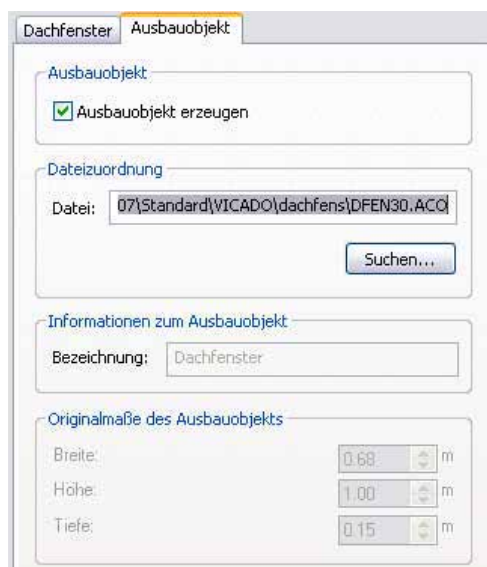 Dachfenster Ausbauobjekt
Ausbauobjekt
Ausbauobjekt erzeugen
Dateizuordnung
Datei: 07\Standard\VICADO\dachfens\DFEN30.ACO
Suchen...
Informationen zum Ausbauobjekt
Bezeichnung: Dachfenster
Originalmaße des Ausbauobjekts
Breite: 0.68 m
Höhe: 1.00 m
Tiefe: 0.15 m